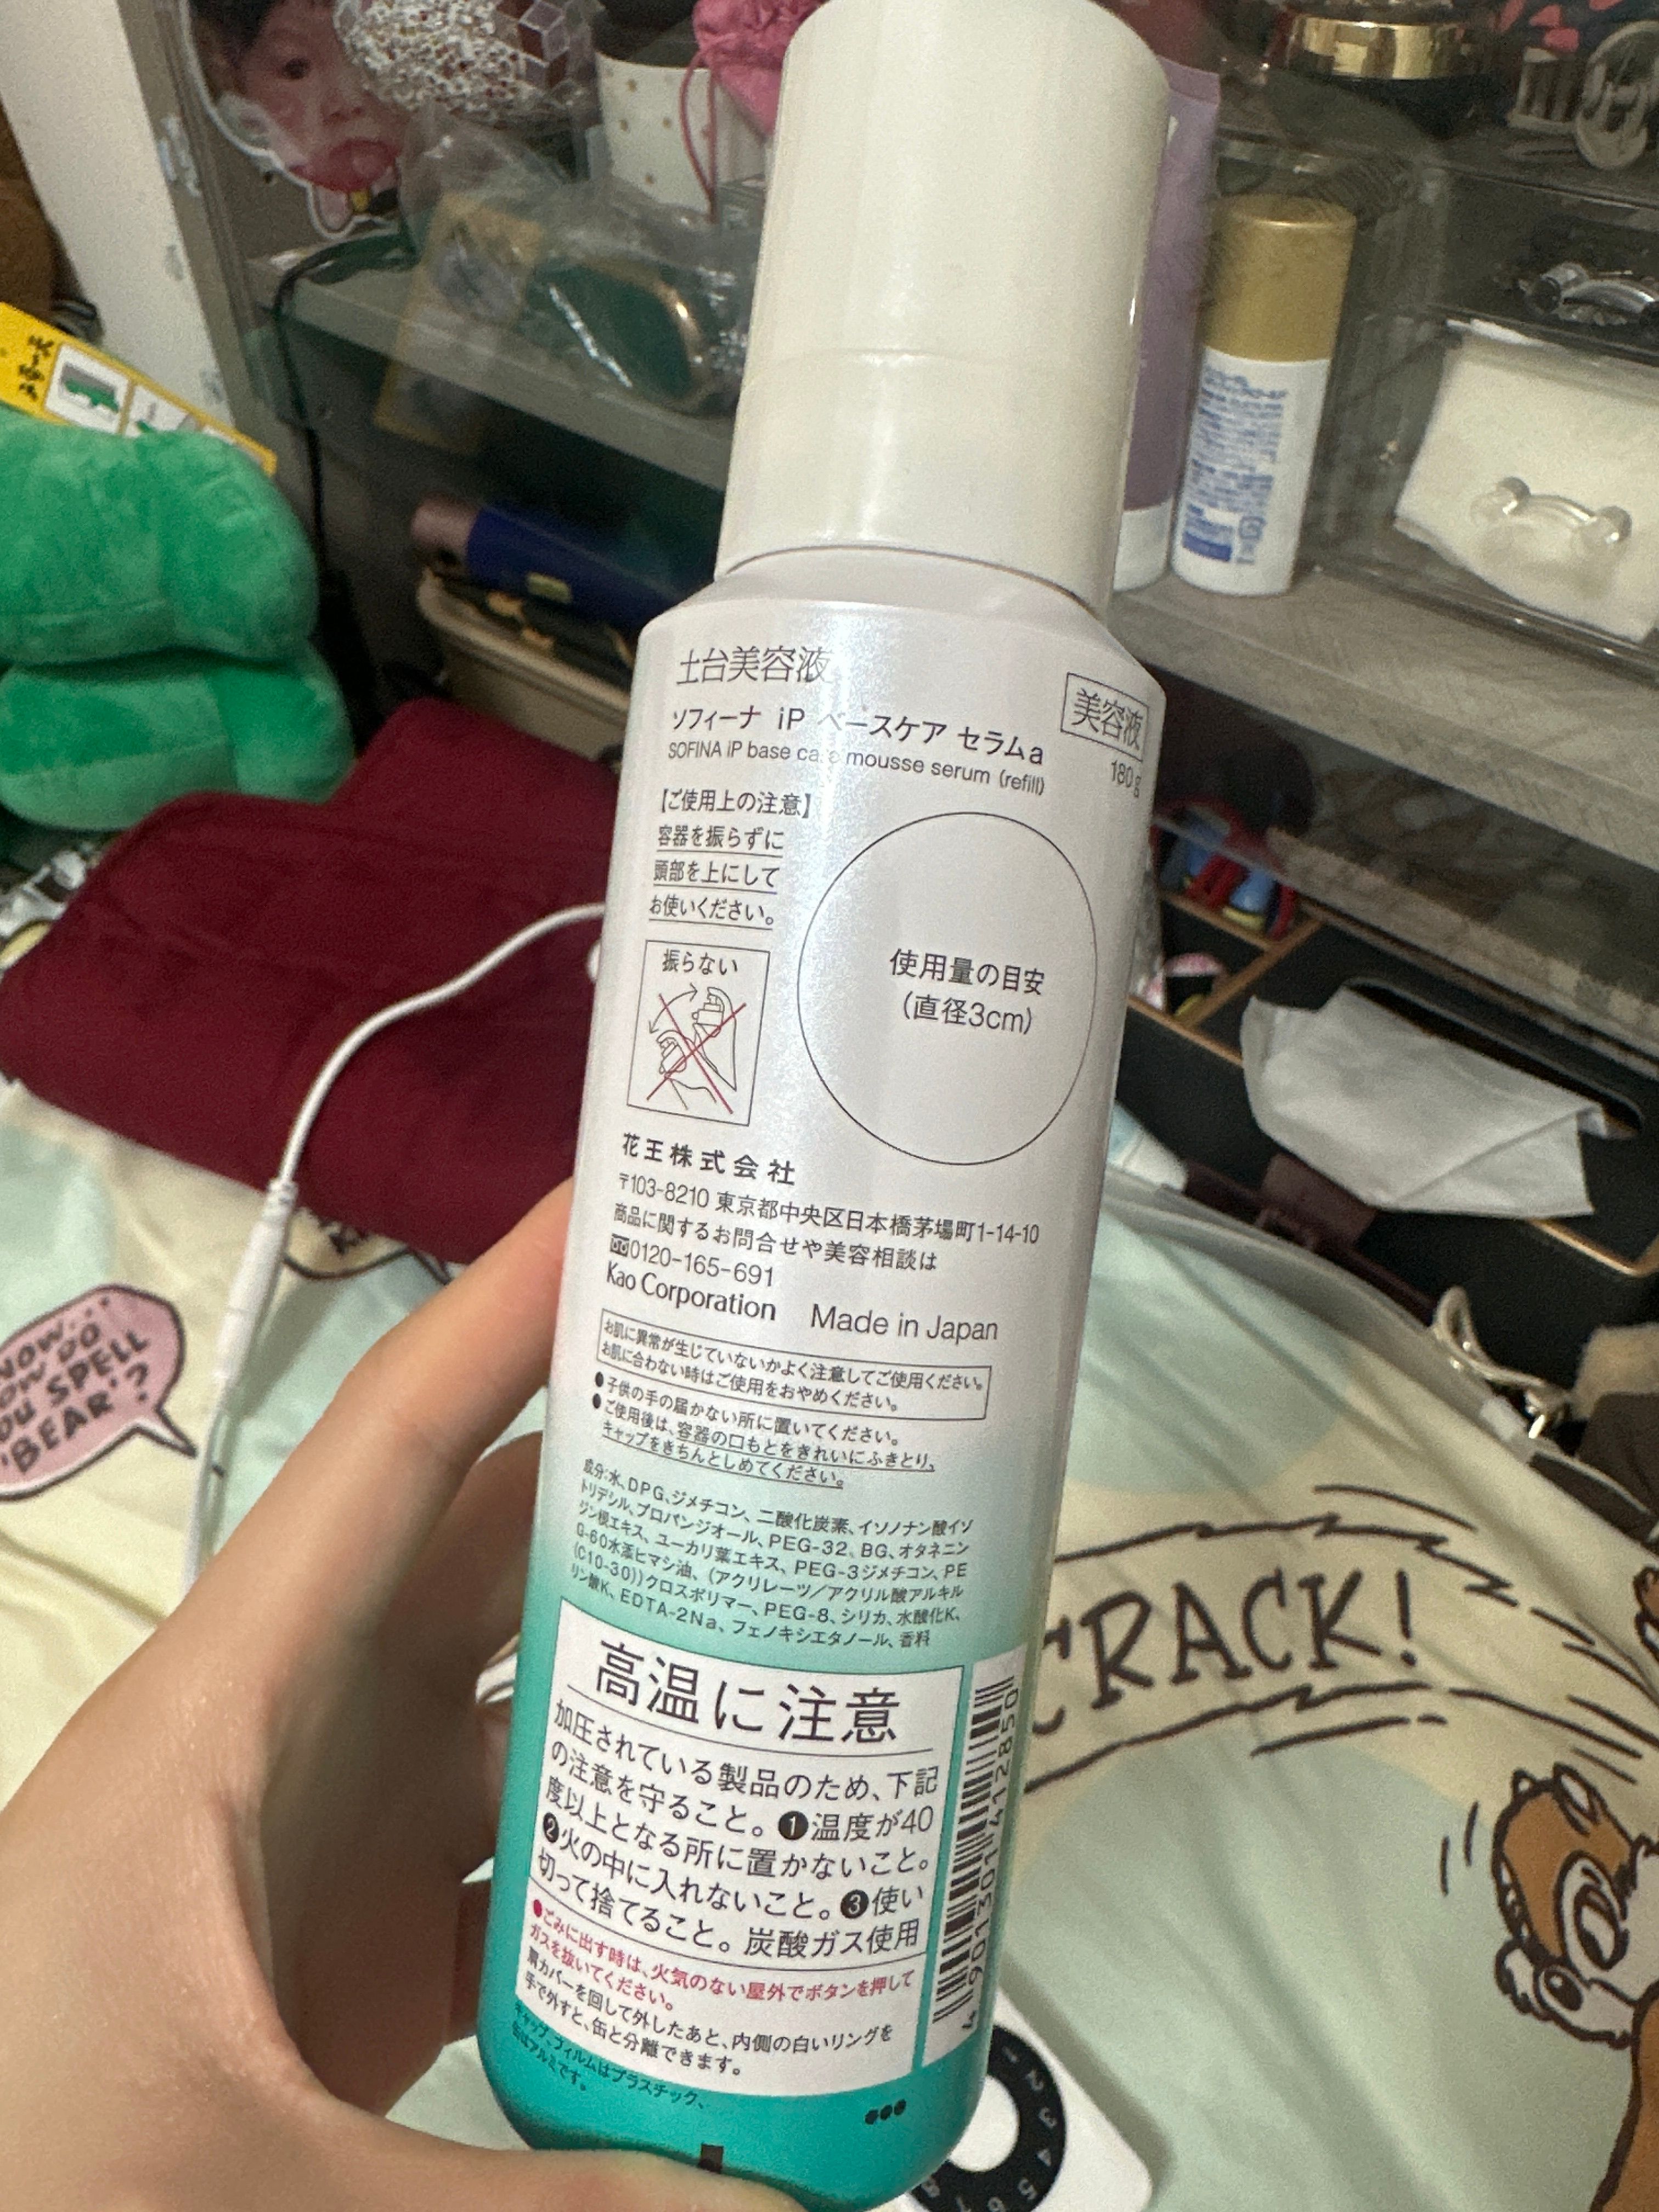 土台美容液
美容液
ソフィーナ iP ベースケア セラムa
SOFINA iP base care mousse serum (refill)
180g
【ご使用上の注意】
容器を振らずに
頭部を上にして
お使いください。
振らない
使用量の目安
(直径3cm)
花王株式会社
〒103-8210 東京都中央区日本橋茅場町1-14-10
商品に関するお問合せや美容相談は
0120-165-691
Kao Corporation Made in Japan
お肌に異常が生じていないかよく注意してご使用ください。
お肌に合わない時はご使用をおやめください。
●子供の手の届かない所に置いてください。
●ご使用後は、容器の口もとをきれいにふきとり、
キャップをきちんとしめてください。
成分:水、DPG、ジメチコン、二酸化炭素、イソノナン酸イソ
トリデシル、プロパンジオール、PEG-32、BG、オタネニン
ジン根エキス、ユーカリ葉エキス、PEG-3ジメチコン、PE
G-60水添ヒマシ油、(アクリレーツ/アクリル酸アルキル
(C10-30))クロスポリマー、PEG-8、シリカ、水酸化K、
リン酸K、EDTA-2Na、フェノキシエタノール、香料
高温に注意
加圧されている製品のため、下記
の注意を守ること。❶温度が40
度以上となる所に置かないこと。
❷火の中に入れないこと。❸使い
切って捨てること。炭酸ガス使用
●ごみに出す時は、火気のない屋外でボタンを押して
ガスを抜いてください。
肩カバーを回して外したあと、内側の白いリングを
手で外すと、缶と分離できます。
キャップ、フィルムはプラスチック、
缶はアルミです。
4 901301 412850
NOW..
HOW DO
YOU SPELL
'BEAR'?
CRACK!
1 2 3 4 5 6 7 8